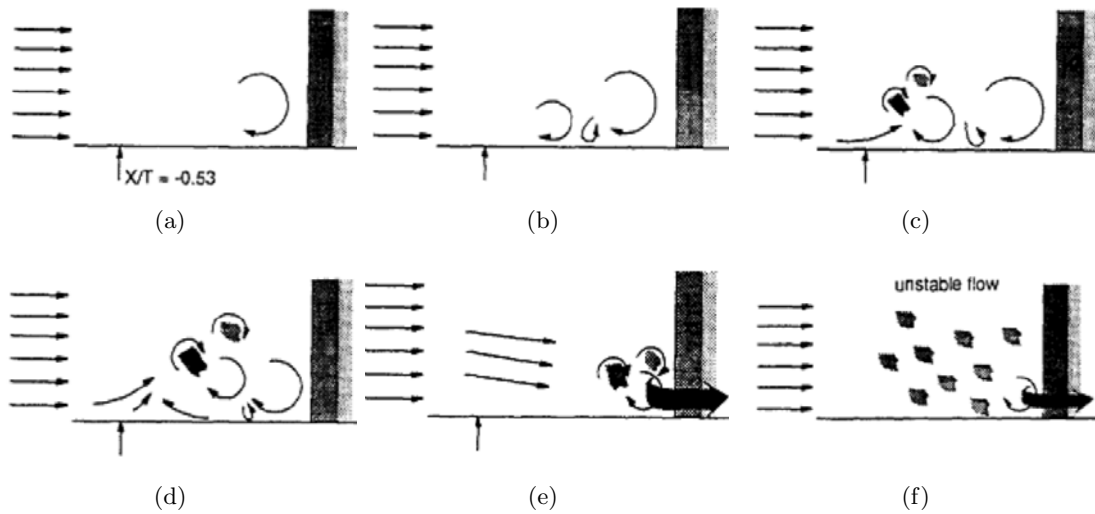 X/T = -0.53
(a)
(b)
(c)
unstable flow
(d)
(e)
(f)